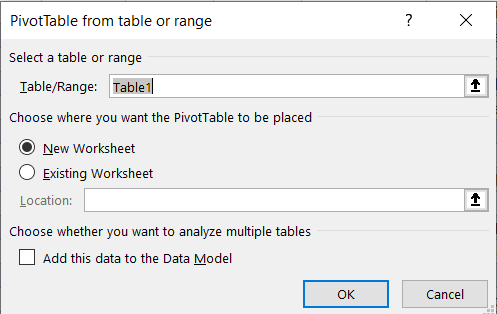 PivotTable from table or range ? ×
Select a table or range
Table/Range: Table1
Choose where you want the PivotTable to be placed
New Worksheet
Existing Worksheet
Location:
Choose whether you want to analyze multiple tables
Add this data to the Data Model
OK Cancel